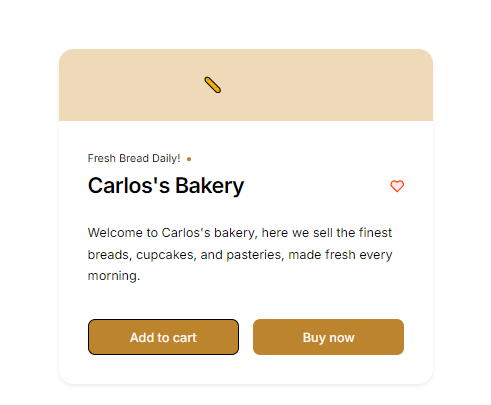 Fresh Bread Daily!
Carlos's Bakery
Welcome to Carlos's bakery, here we sell the finest
breads, cupcakes, and pasteries, made fresh every
morning.
Add to cart
Buy now